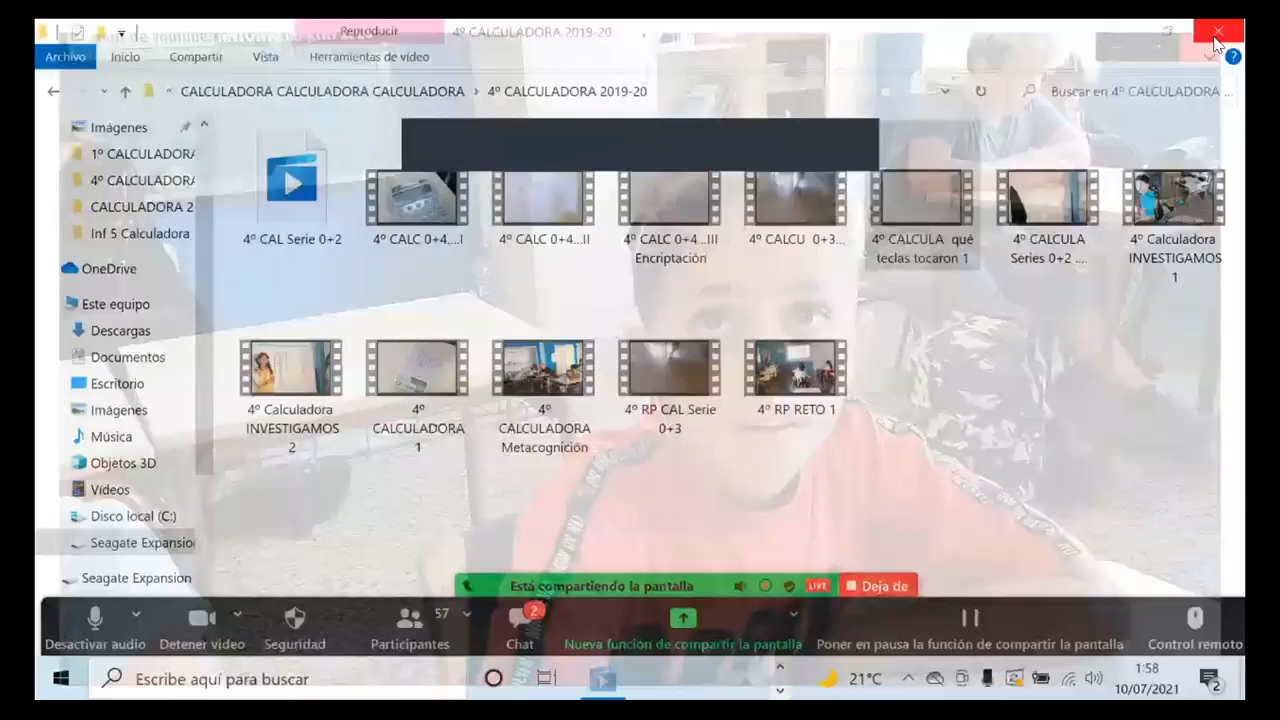 Reproducir
4º CALCULADORA 2019-20
Archivo
Inicio
Compartir
Vista
Herramientas de vídeo
CALCULADORA CALCULADORA CALCULADORA > 4º CALCULADORA 2019-20
Buscar en 4º CALCULADORA ...
Imágenes
1º CALCULADORA
4º CALCULADORA
CALCULADORA 2
Inf 5 Calculadora
OneDrive
Este equipo
Descargas
Documentos
Escritorio
Imágenes
Música
Objetos 3D
Vídeos
Disco local (C:)
Seagate Expansion
Seagate Expansion
4º CAL Serie 0+2
4º CALC 0+4....I
4º CALC 0+4...II
4º CALC 0+4...III
Encriptación
4º CALCU 0+3...
4º CALCULA qué
teclas tocaron 1
4º CALCULA
Series 0+2 ....
4º Calculadora
INVESTIGAMOS
1
4º Calculadora
INVESTIGAMOS
2
4º
CALCULADORA
1
4º
CALCULADORA
Metacognición
4º RP CAL Serie
0+3
4º RP RETO 1
Está compartiendo la pantalla
LIVE
Deja de
57
2
Desactivar audio
Detener video
Seguridad
Participantes
Chat
Nueva función de compartir la pantalla
Poner en pausa la función de compartir la pantalla
Control remoto
Escribe aquí para buscar
21°C
1:58
10/07/2021
2